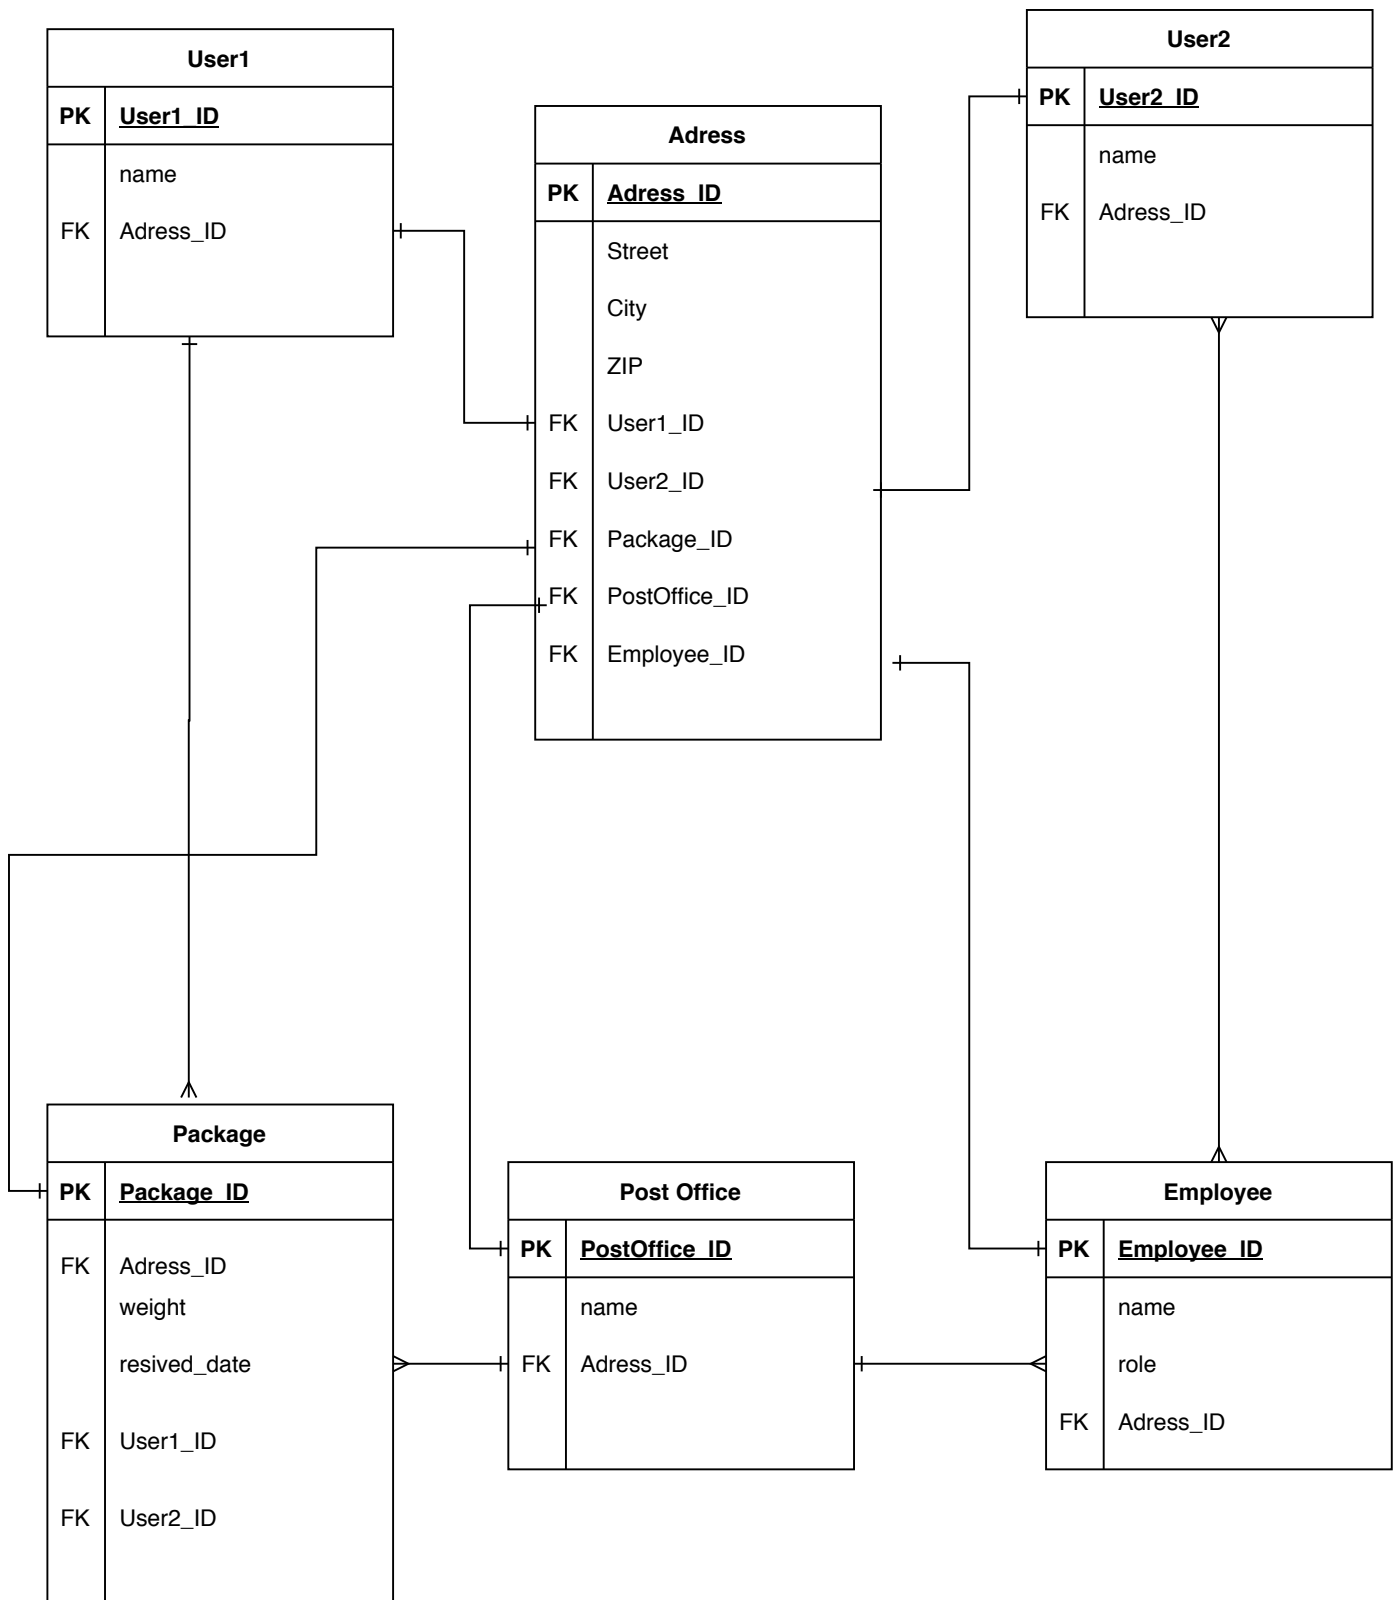 User1
PK User1_ID
name
FK Adress_ID
User2
PK User2_ID
name
FK Adress_ID
Adress
PK Adress_ID
Street
City
ZIP
FK User1_ID
FK User2_ID
FK Package_ID
FK PostOffice_ID
FK Employee_ID
Package
PK Package_ID
FK Adress_ID
weight
resived_date
FK User1_ID
FK User2_ID
Post Office
PK PostOffice_ID
name
FK Adress_ID
Employee
PK Employee_ID
name
role
FK Adress_ID